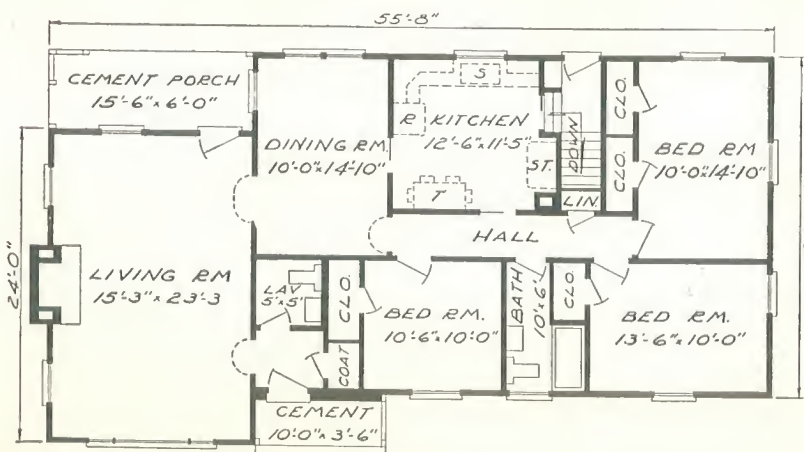 55'-8"
CEMENT PORCH
15'-6" x 6'-0"
DINING RM.
10'-0" x 14'-10"
S
R
KITCHEN
12'-6" x 11'-5"
T
ST.
DOWN
LIN.
CLO.
CLO.
BED RM
10'-0" x 14'-10"
24'-0"
LIVING RM
15'-3" x 23'-3
HALL
LAV
5' x 5'
CLO.
COAT
BED RM.
10'-6" x 10'-0"
BATH
10' x 6'
CLO.
BED RM.
13'-6" x 10'-0"
CEMENT
10'-0" x 3'-6"